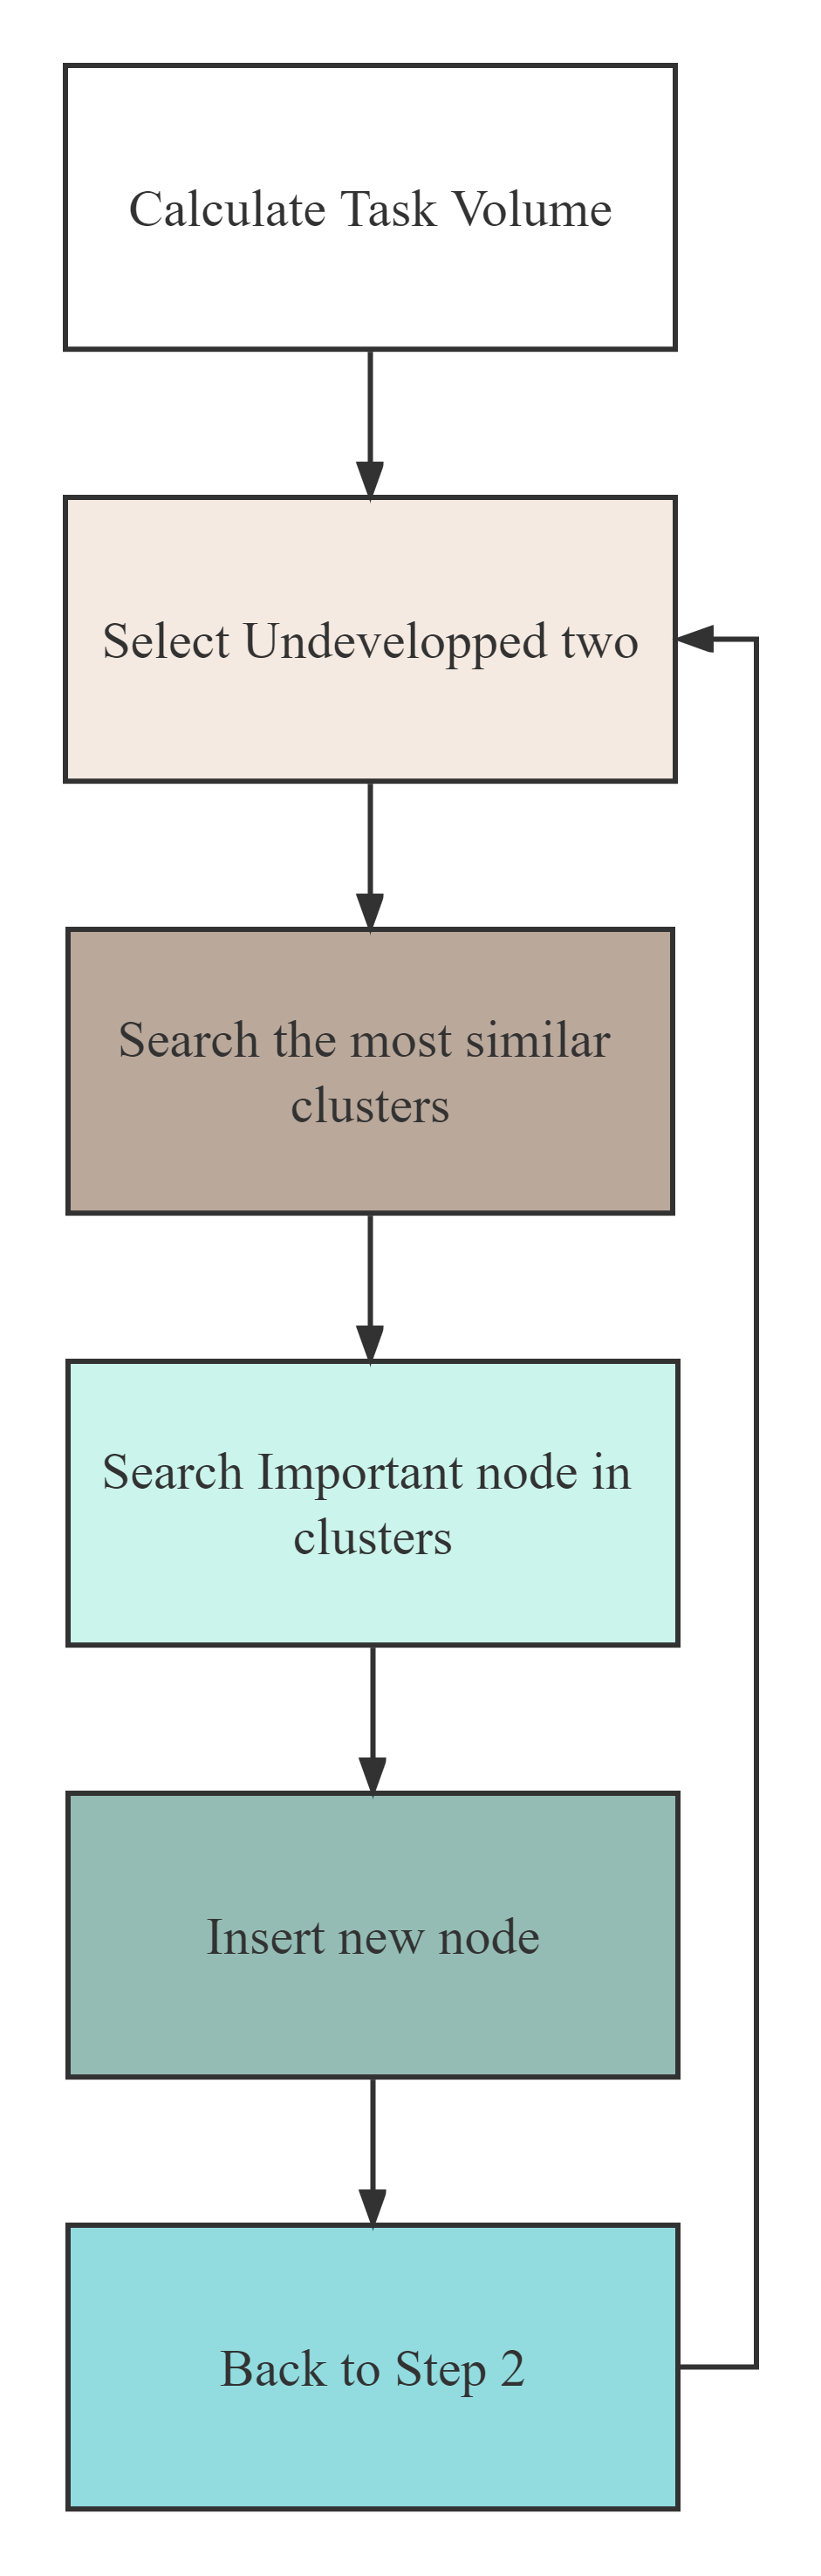 Calculate Task Volume
Select Undevelopped two
Search the most similar
clusters
Search Important node in
clusters
Insert new node
Back to Step 2